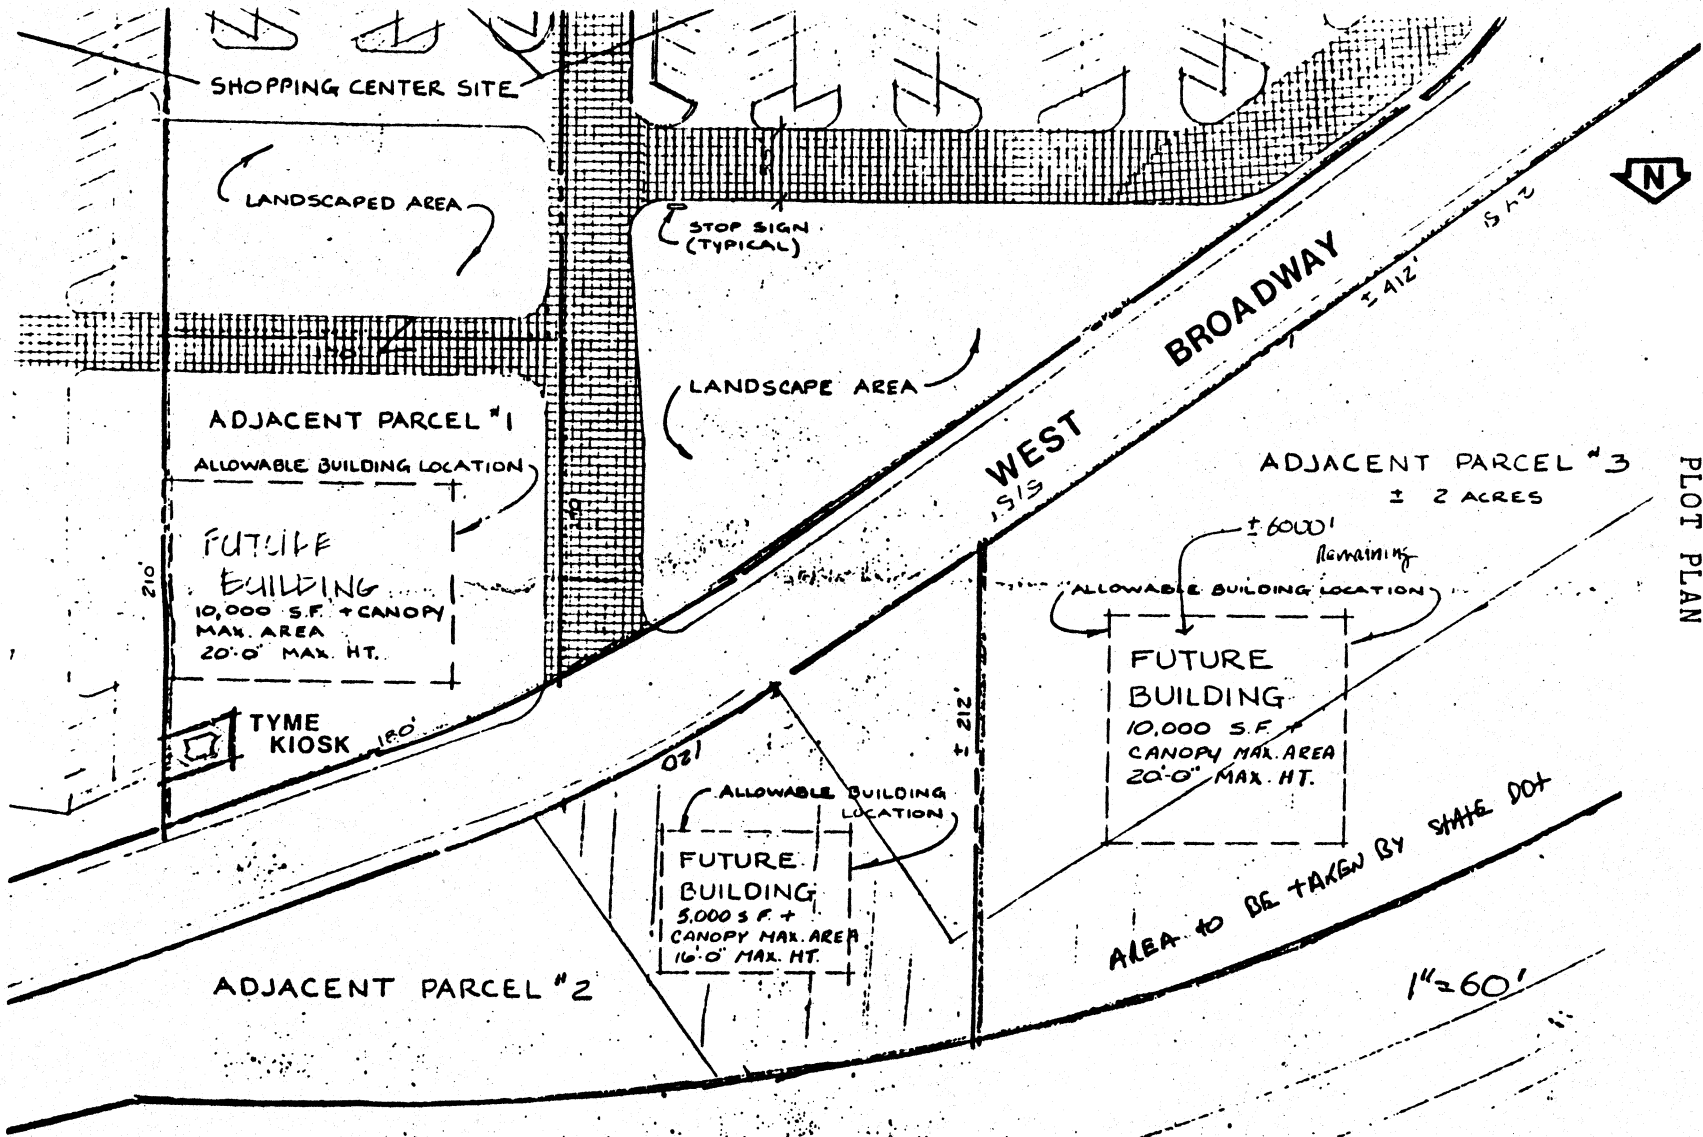 SHOPPING CENTER SITE
LANDSCAPED AREA
STOP SIGN
(TYPICAL)
N
BROADWAY
245'
± 412'
LANDSCAPE AREA
WEST
515'
ADJACENT PARCEL #1
ALLOWABLE BUILDING LOCATION
FUTURE
BUILDING
10,000 S.F. + CANOPY
MAX. AREA
20'-0" MAX. HT.
210'
TYME
KIOSK
180'
ADJACENT PARCEL #3
± 2 ACRES
± 6000'
Remaining
ALLOWABLE BUILDING LOCATION
FUTURE
BUILDING
10,000 S.F. +
CANOPY MAX. AREA
20'-0" MAX. HT.
PLOT PLAN
± 212'
120'
ALLOWABLE BUILDING
LOCATION
FUTURE
BUILDING
5,000 S.F. +
CANOPY MAX. AREA
16'-0" MAX. HT.
ADJACENT PARCEL #2
AREA to BE tAKEN BY StAtE DOt
1"=60'